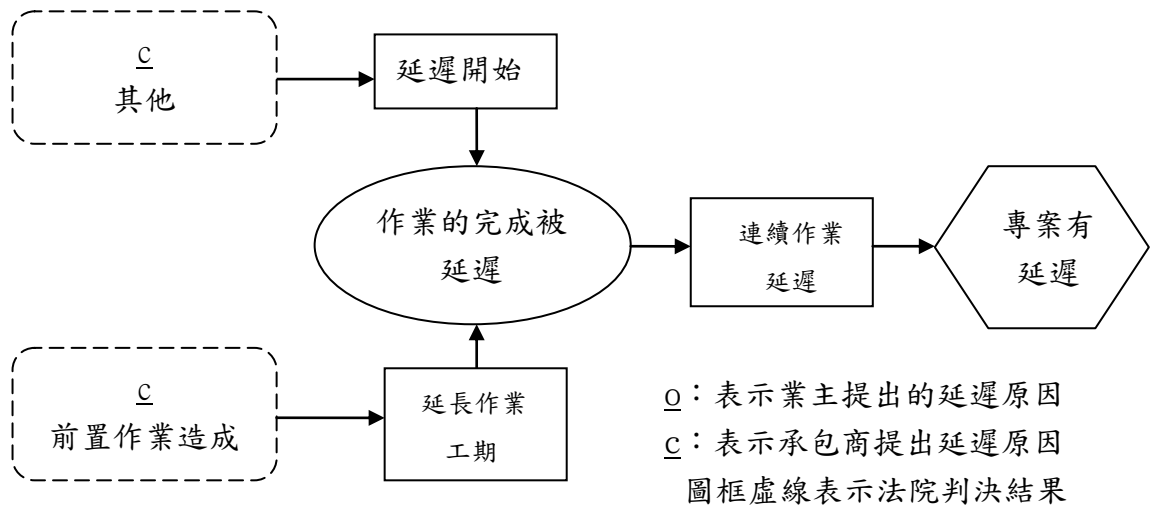 c
其他
延遲開始
作業的完成被
延遲
連續作業
延遲
專案有
延遲
c
前置作業造成
延長作業
工期
o：表示業主提出的延遲原因
c：表示承包商提出延遲原因
圖框虛線表示法院判決結果